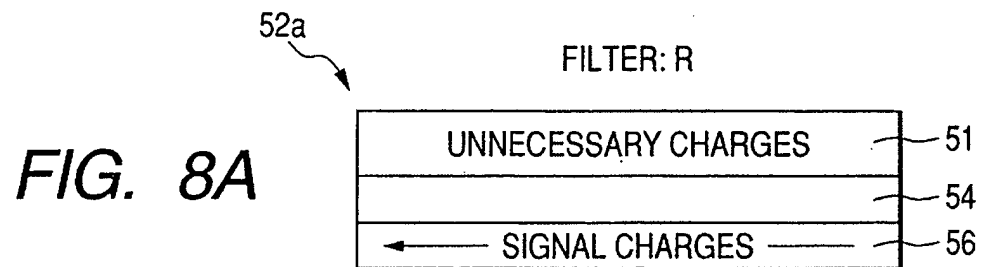 52a
FILTER: R
UNNECESSARY CHARGES
51
FIG. 8A
54
SIGNAL CHARGES
56